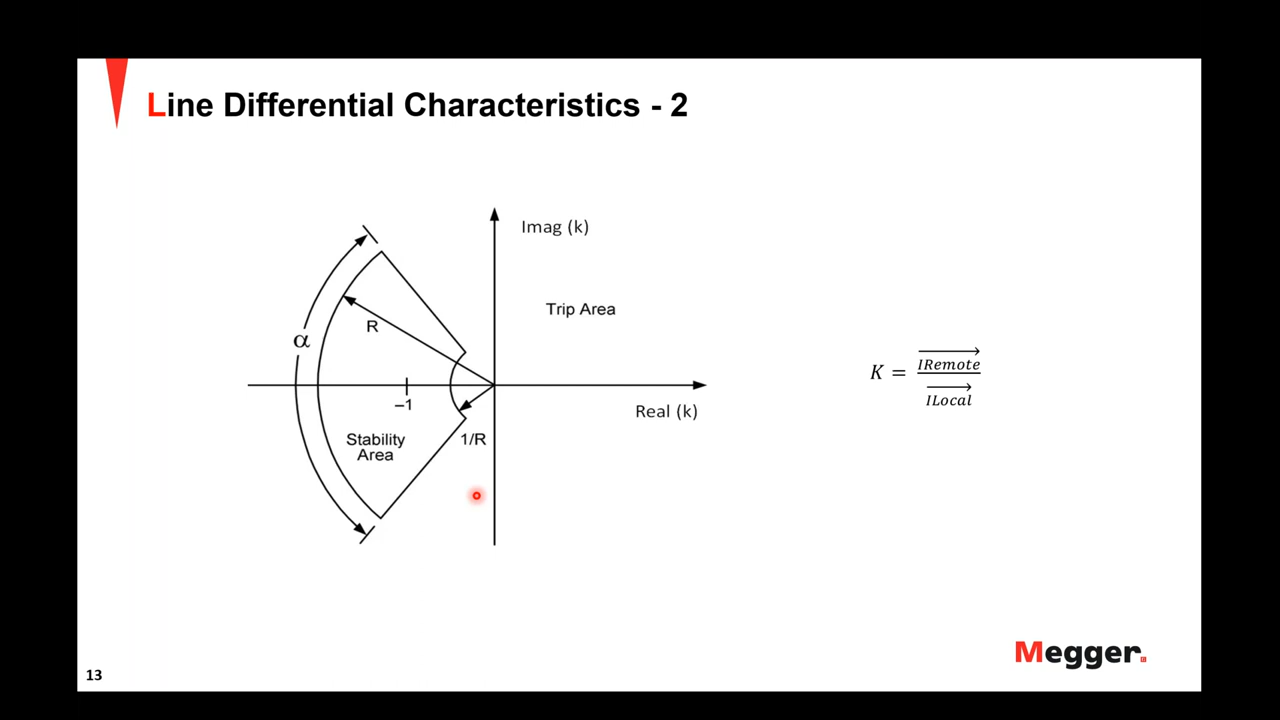 Line Differential Characteristics - 2
Imag (k)
Trip Area
R
α
K = IRemote / ILocal
–1
Real (k)
Stability
Area
1/R
Megger
13